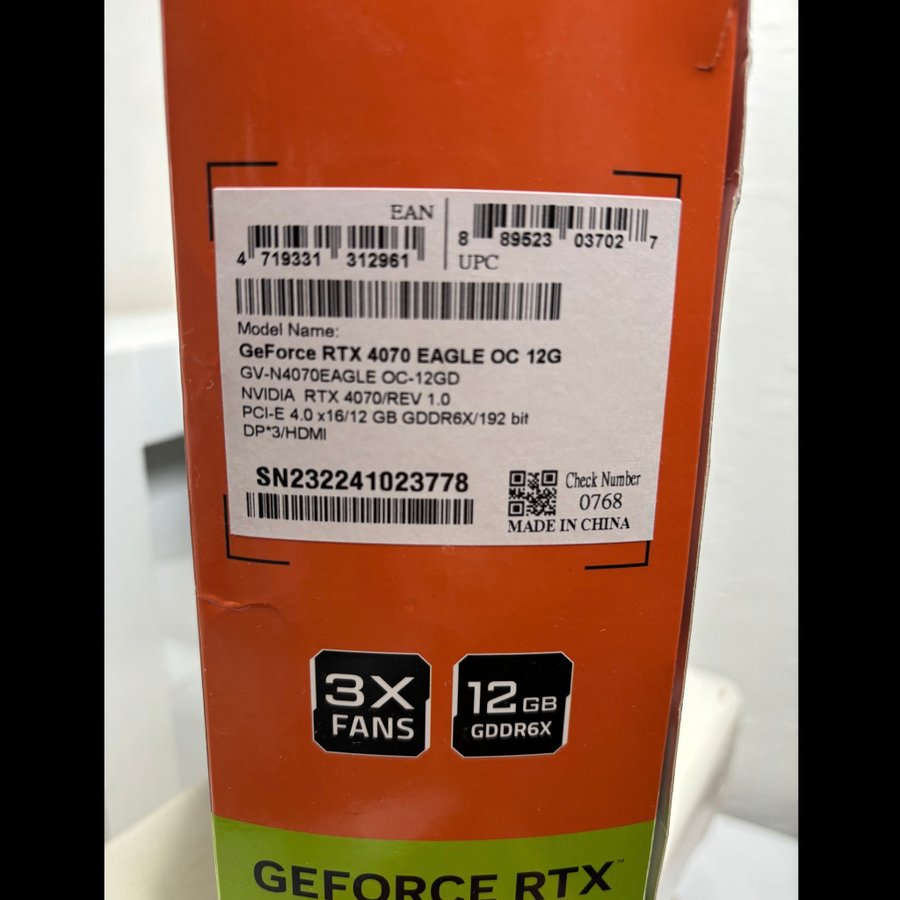 EAN
4 719331 312961
8 89523 03702 7
UPC
Model Name:
GeForce RTX 4070 EAGLE OC 12G
GV-N4070EAGLE OC-12GD
NVIDIA RTX 4070/REV 1.0
PCI-E 4.0 x16/12 GB GDDR6X/192 bit
DP*3/HDMI
SN232241023778
Check Number
0768
MADE IN CHINA
3X
FANS
12GB
GDDR6X
GEFORCE RTX™